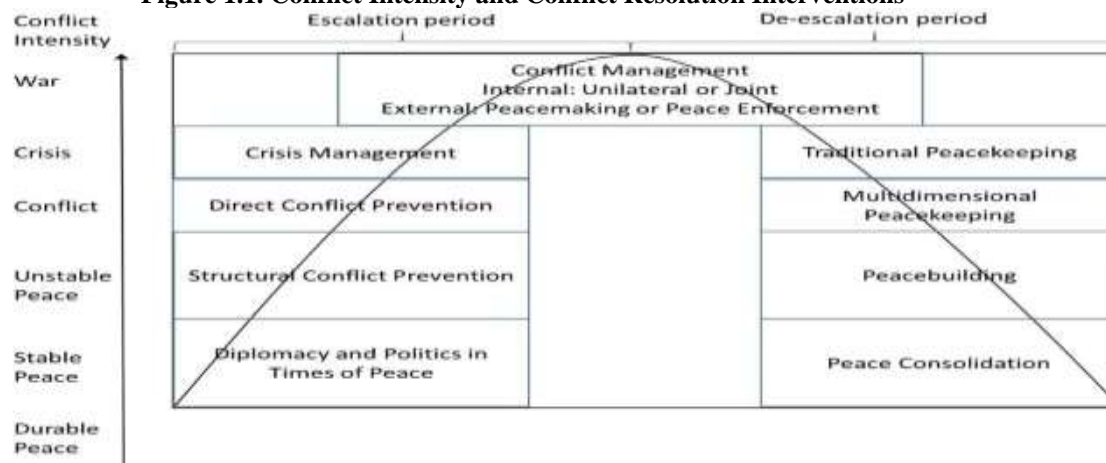 Figure 1.1. Conflict Intensity and Conflict Resolution Interventions
Conflict
Intensity
Escalation period
De-escalation period
War
Conflict Management
Internal: Unilateral or Joint
External: Peacemaking or Peace Enforcement
Crisis
Crisis Management
Traditional Peacekeeping
Conflict
Direct Conflict Prevention
Multidimensional
Peacekeeping
Unstable
Peace
Structural Conflict Prevention
Peacebuilding
Stable
Peace
Diplomacy and Politics in
Times of Peace
Peace Consolidation
Durable
Peace